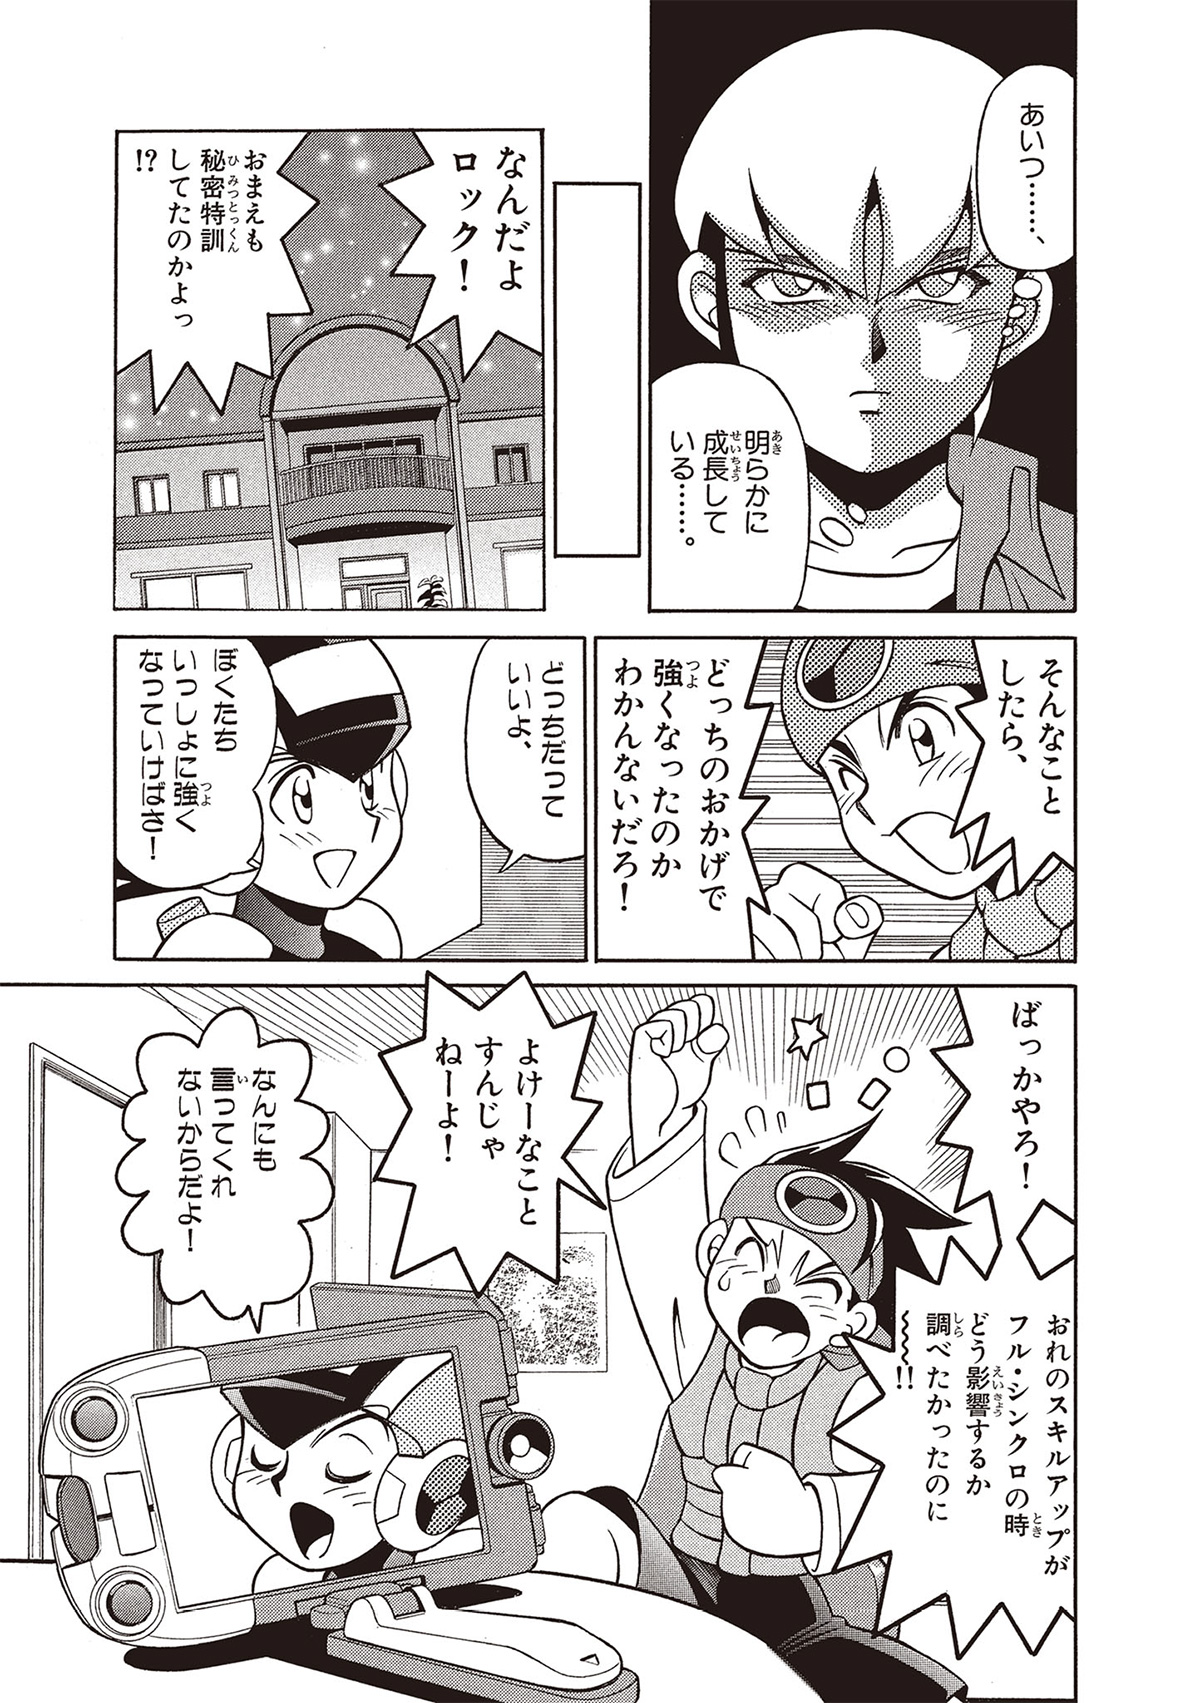 あいつ……、
明らかに
成長して
いる……。
なんだよ
ロック！
おまえも
秘密特訓
してたのかよっ
!?
そんなこと
したら、
どっちのおかげで
強くなったのか
わかんないだろ！
どっちだって
いいよ、
ぼくたち
いっしょに強く
なっていけばさ！
ばっかやろ！
おれのスキルアップが
フル・シンクロの時
どう影響するか
調べたかったのに
〜〜〜!!
よけーなこと
すんじゃ
ねーよ！
なんにも
言ってくれ
ないからだよ！